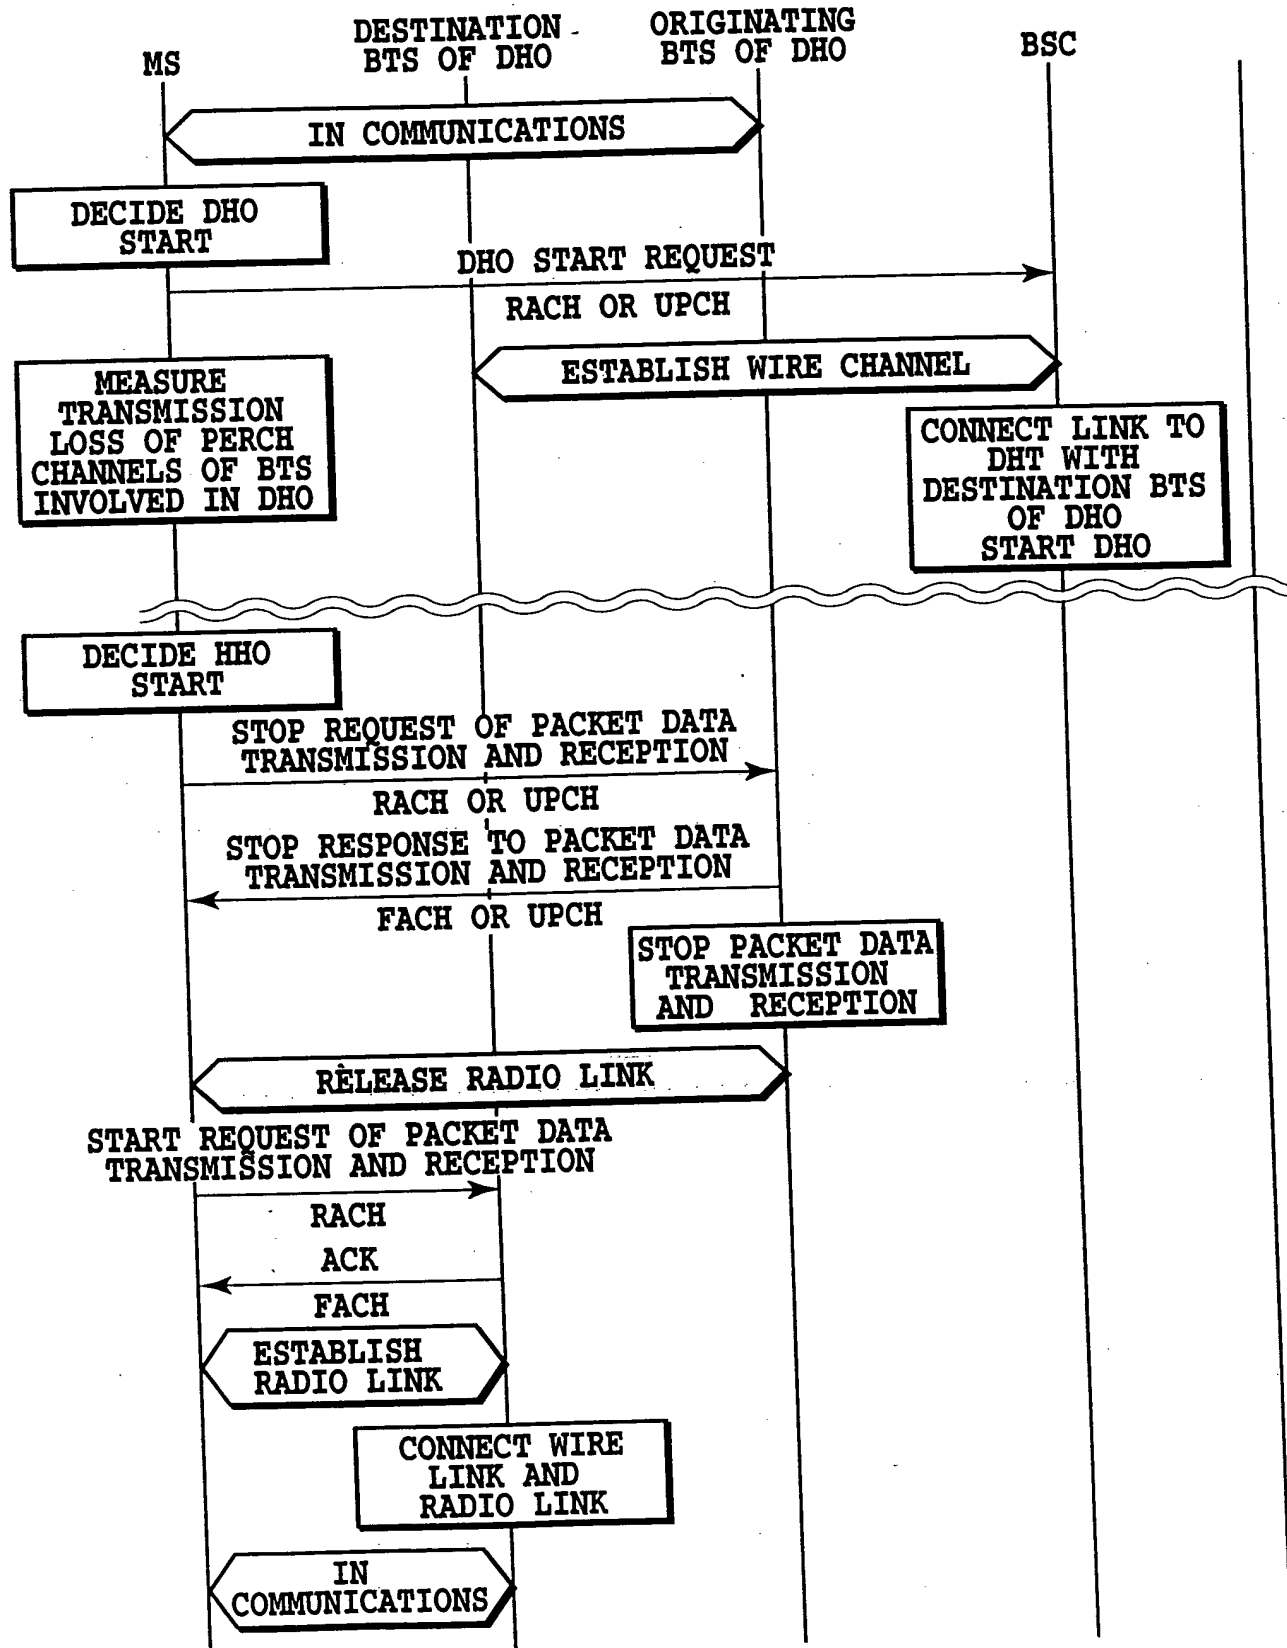 MS
DESTINATION
BTS OF DHO
ORIGINATING
BTS OF DHO
BSC
IN COMMUNICATIONS
DECIDE DHO
START
DHO START REQUEST
RACH OR UPCH
ESTABLISH WIRE CHANNEL
MEASURE
TRANSMISSION
LOSS OF PERCH
CHANNELS OF BTS
INVOLVED IN DHO
CONNECT LINK TO
DHT WITH
DESTINATION BTS
OF DHO
START DHO
DECIDE HHO
START
STOP REQUEST OF PACKET DATA
TRANSMISSION AND RECEPTION
RACH OR UPCH
STOP RESPONSE TO PACKET DATA
TRANSMISSION AND RECEPTION
FACH OR UPCH
STOP PACKET DATA
TRANSMISSION
AND RECEPTION
RELEASE RADIO LINK
START REQUEST OF PACKET DATA
TRANSMISSION AND RECEPTION
RACH
ACK
FACH
ESTABLISH
RADIO LINK
CONNECT WIRE
LINK AND
RADIO LINK
IN
COMMUNICATIONS